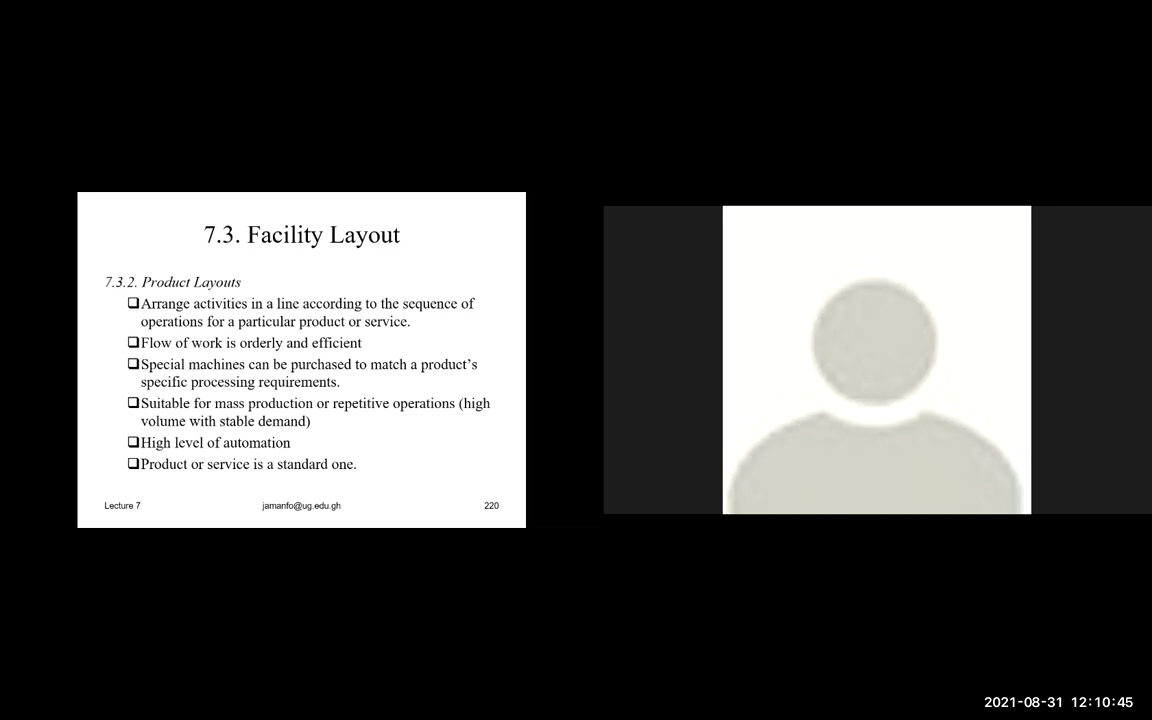 7.3. Facility Layout
7.3.2. Product Layouts
❑Arrange activities in a line according to the sequence of
operations for a particular product or service.
❑Flow of work is orderly and efficient
❑Special machines can be purchased to match a product’s
specific processing requirements.
❑Suitable for mass production or repetitive operations (high
volume with stable demand)
❑High level of automation
❑Product or service is a standard one.
Lecture 7 jamanfo@ug.edu.gh 220
2021-08-31 12:10:45